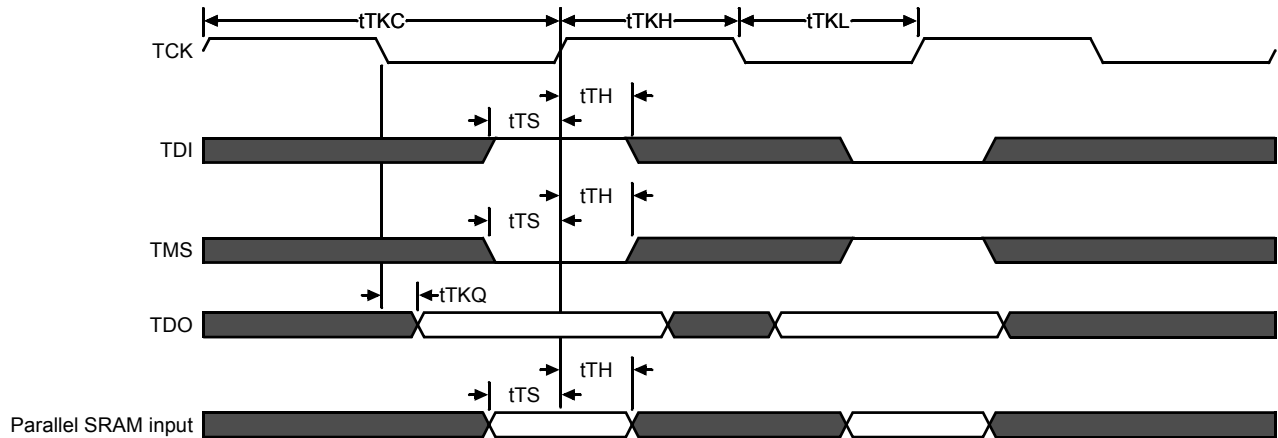 tTKC tTKH tTKL
TCK
tTH
tTS
TDI
tTH
tTS
TMS
tTKQ
TDO
tTH
tTS
Parallel SRAM input